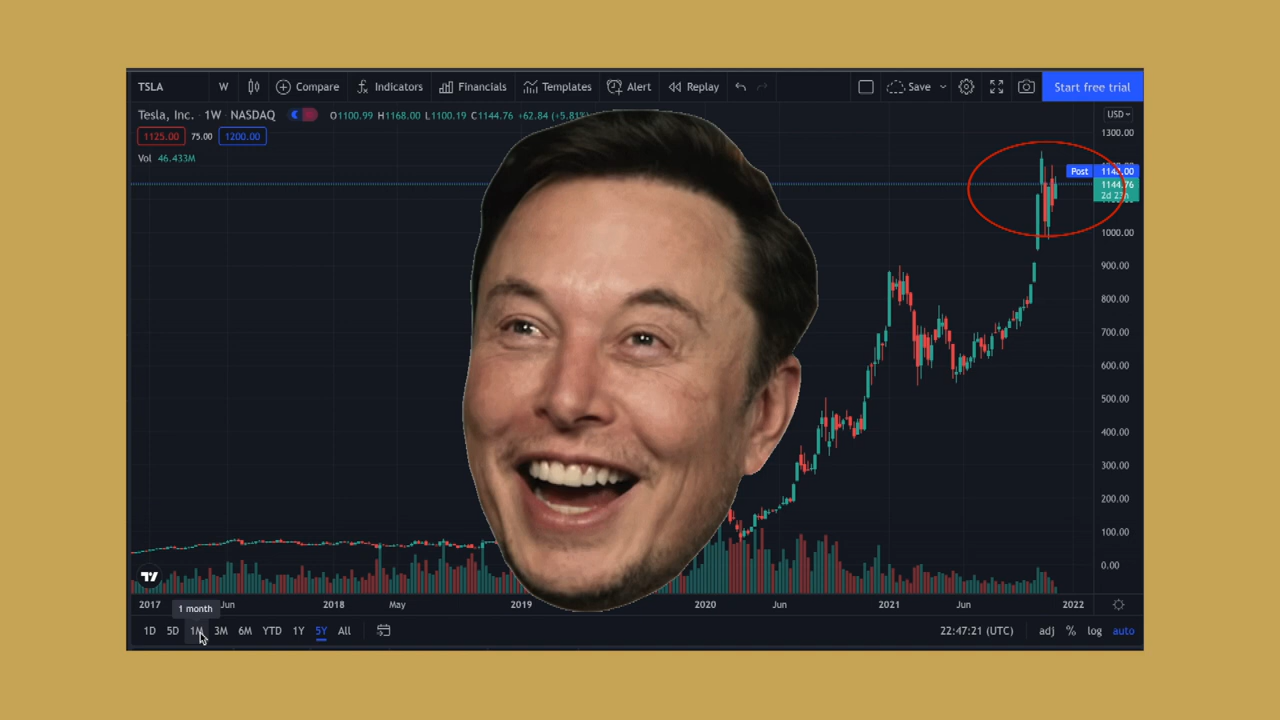 TSLA W Compare Indicators Financials Templates Alert Replay Save Start free trial
Tesla, Inc. 1W NASDAQ O1100.99 H1168.00 L1100.19 C1144.76 +62.84 (+5.81%
USD
1125.00 75.00 1200.00
1300.00
Vol 46.433M
Post
1144.76
1000.00
900.00
800.00
700.00
600.00
500.00
400.00
300.00
200.00
100.00
0.00
2017 Jun 2018 May 2019 2020 Jun 2021 Jun 2022
1 month
1D 5D 1M 3M 6M YTD 1Y 5Y All 22:47:21 (UTC) adj % log auto